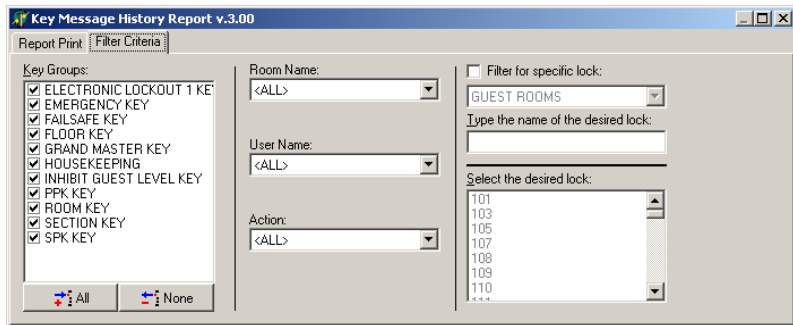 Key Message History Report v.3.00
Report Print
Filter Criteria
Key Groups:
ELECTRONIC LOCKOUT 1 KE
EMERGENCY KEY
FAILSAFE KEY
FLOOR KEY
GRAND MASTER KEY
HOUSEKEEPING
INHIBIT GUEST LEVEL KEY
PPK KEY
ROOM KEY
SECTION KEY
SPK KEY
All
None
Room Name:
<ALL>
User Name:
<ALL>
Action:
<ALL>
Filter for specific lock:
GUEST ROOMS
Type the name of the desired lock:
Select the desired lock:
101
103
105
107
108
109
110